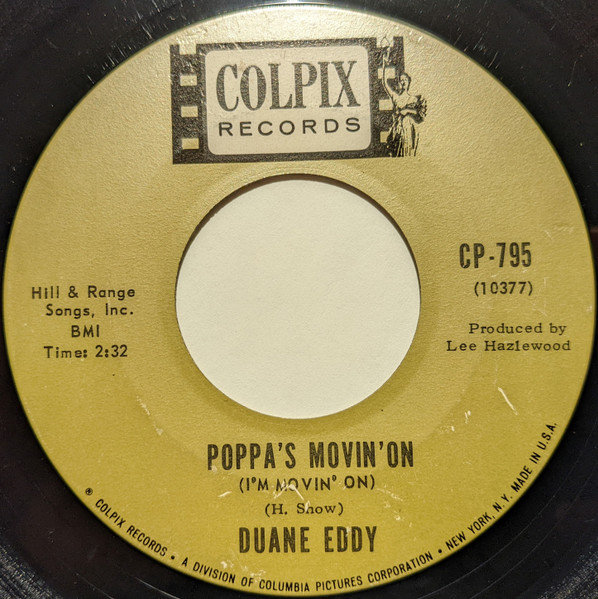 COLPIX
RECORDS
CP-795
(10377)
Hill & Range
Songs, Inc.
BMI
Time: 2:32
Produced by
Lee Hazlewood
POPPA'S MOVIN' ON
(I'M MOVIN' ON)
(H. Snow)
DUANE EDDY
® COLPIX RECORDS • A DIVISION OF COLUMBIA PICTURES CORPORATION • NEW YORK, N.Y. MADE IN U.S.A.